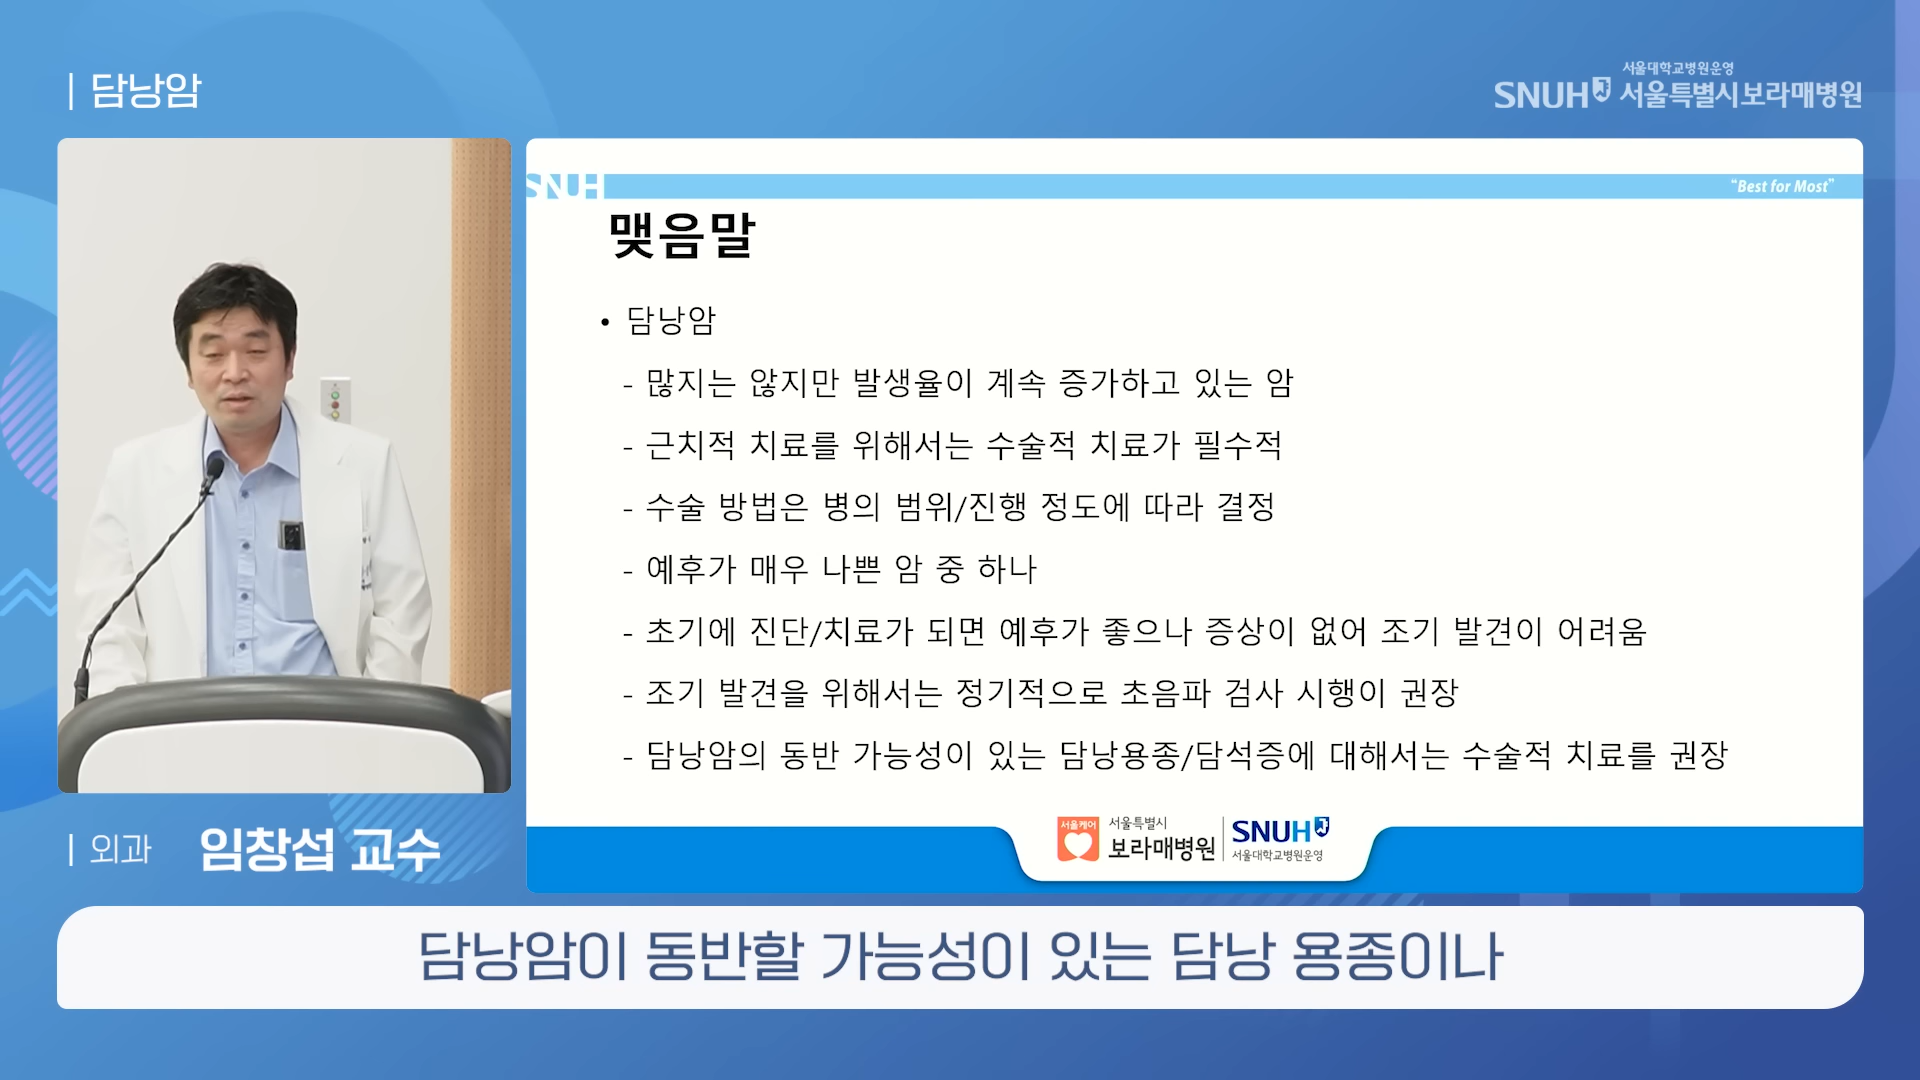 담낭암
서울대학교병원운영
SNUH 서울특별시보라매병원
SNUH
“Best for Most”
맺음말
• 담낭암
- 많지는 않지만 발생율이 계속 증가하고 있는 암
- 근치적 치료를 위해서는 수술적 치료가 필수적
- 수술 방법은 병의 범위/진행 정도에 따라 결정
- 예후가 매우 나쁜 암 중 하나
- 초기에 진단/치료가 되면 예후가 좋으나 증상이 없어 조기 발견이 어려움
- 조기 발견을 위해서는 정기적으로 초음파 검사 시행이 권장
- 담낭암의 동반 가능성이 있는 담낭용종/담석증에 대해서는 수술적 치료를 권장
서울케어
서울특별시
보라매병원
SNUH
서울대학교병원운영
외과 임창섭 교수
담낭암이 동반할 가능성이 있는 담낭 용종이나